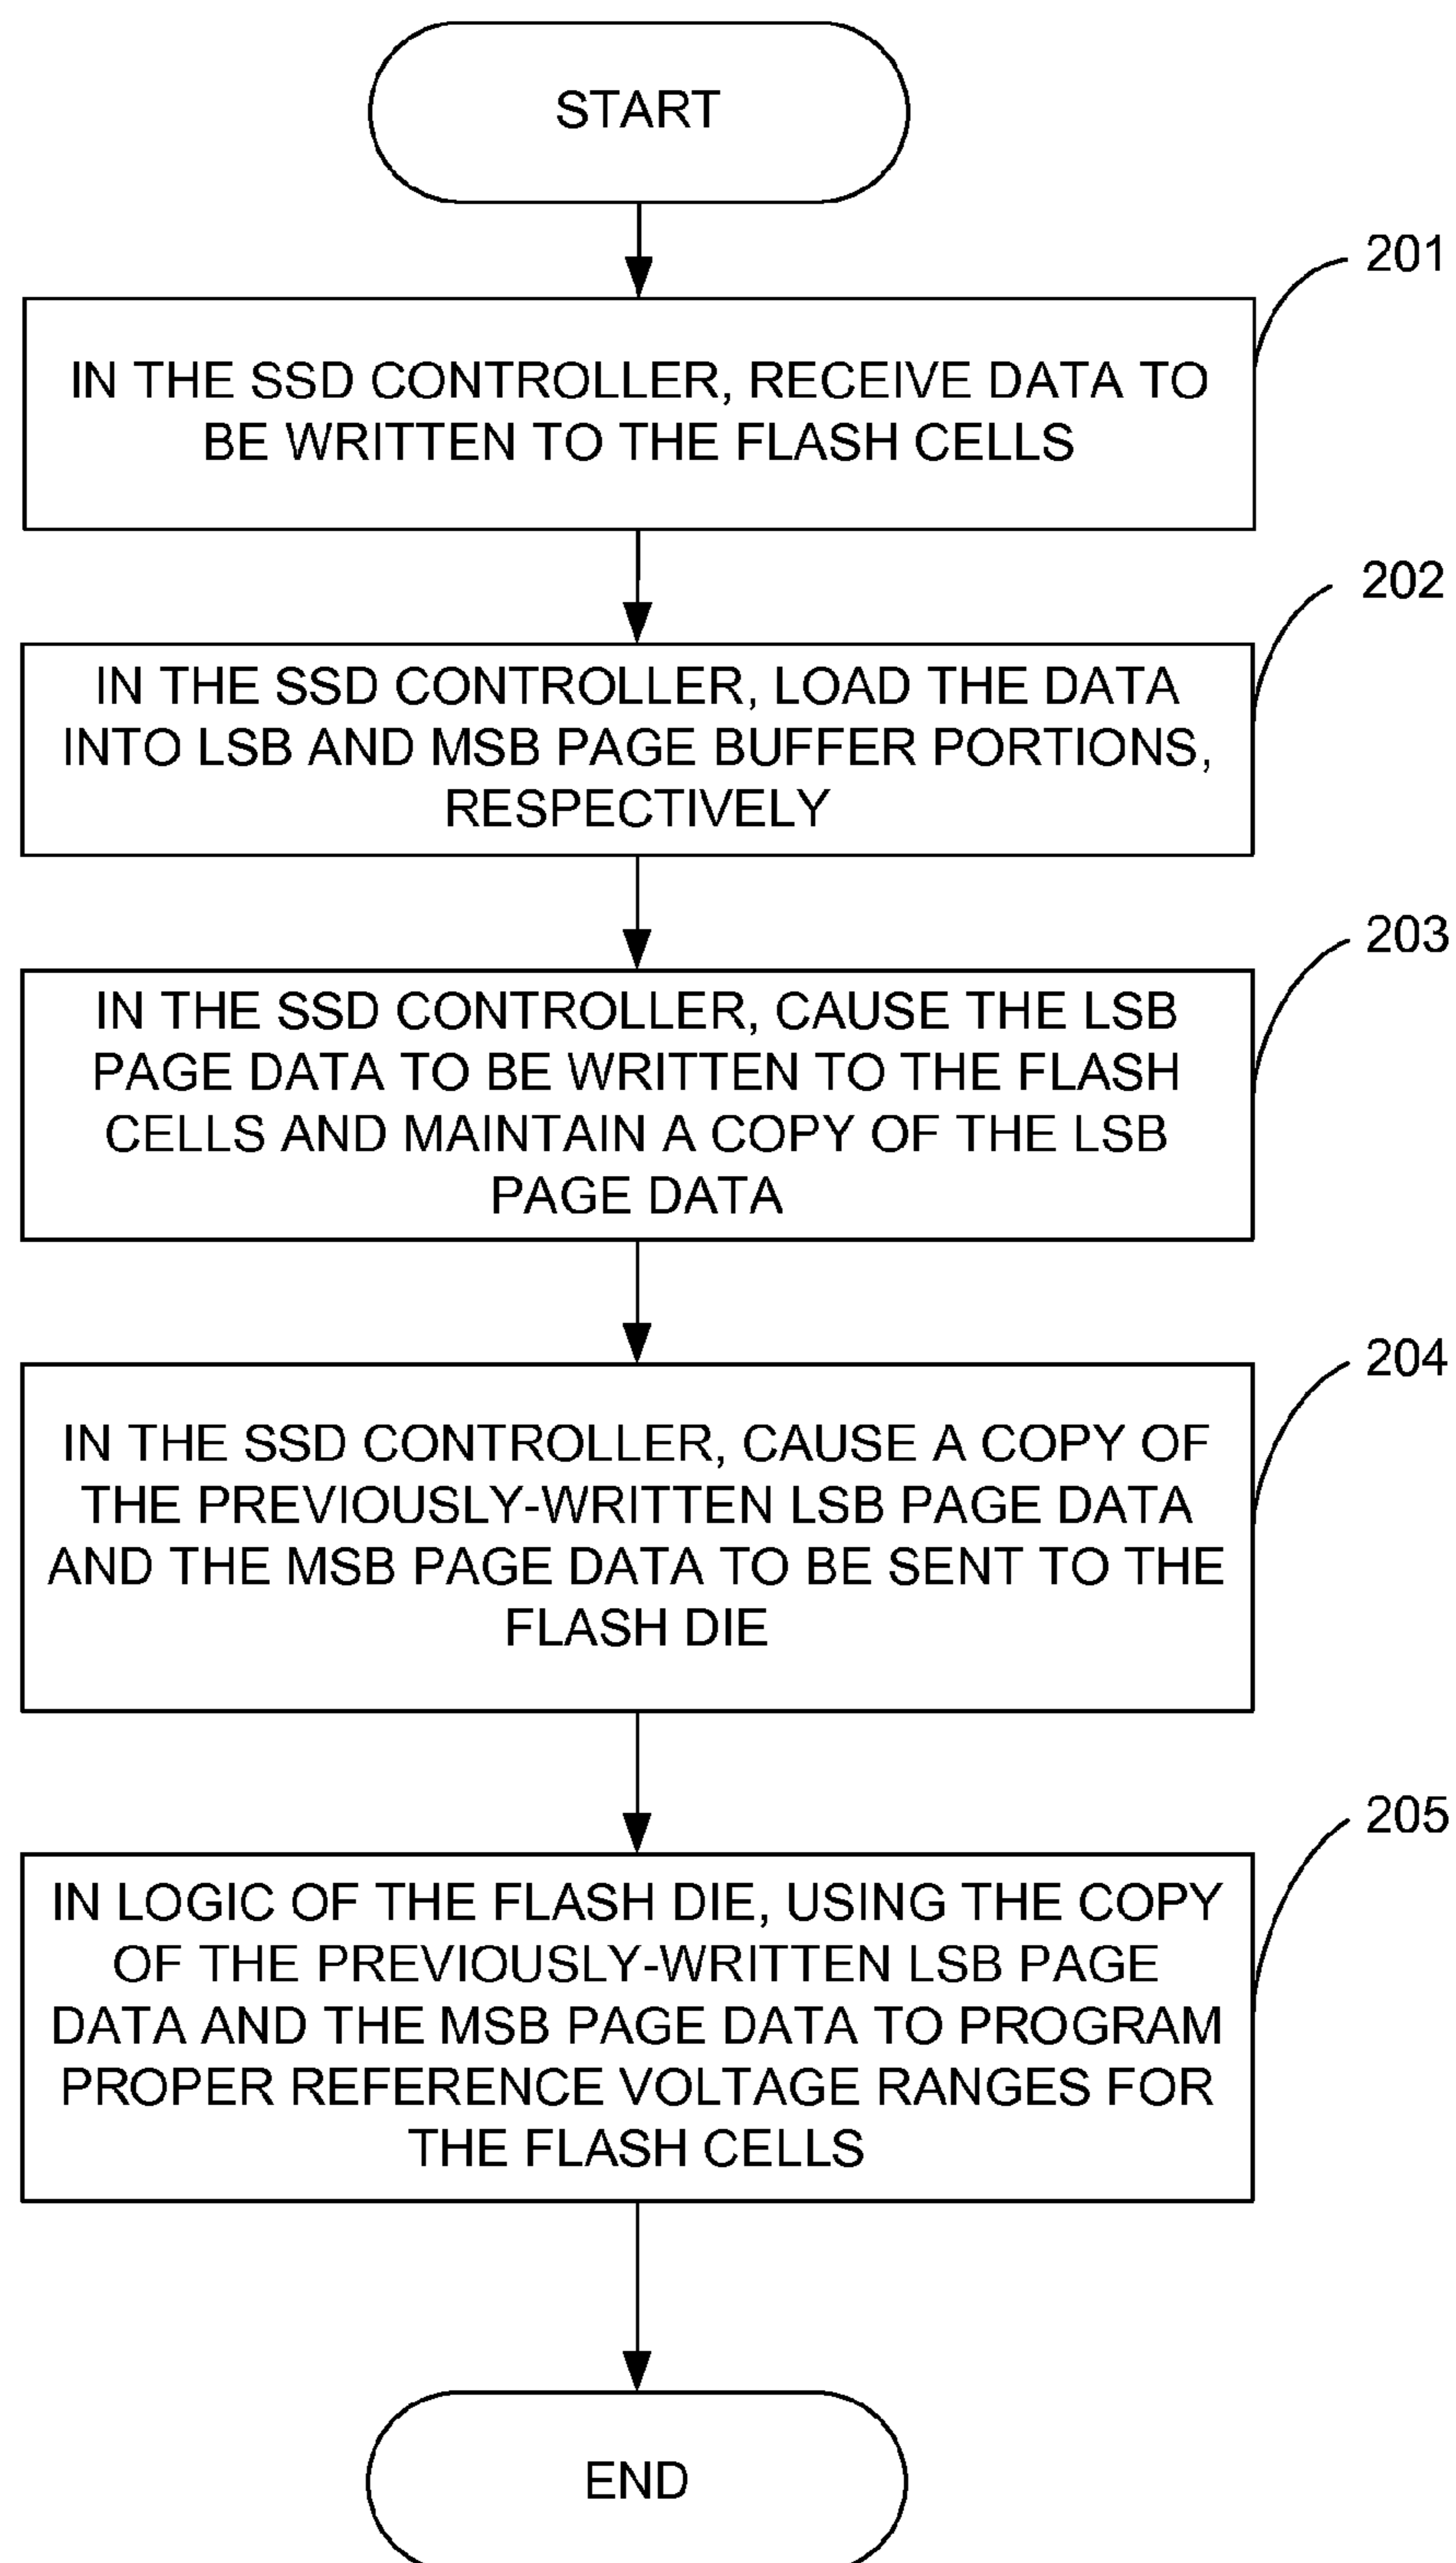 START
201
IN THE SSD CONTROLLER, RECEIVE DATA TO
BE WRITTEN TO THE FLASH CELLS
202
IN THE SSD CONTROLLER, LOAD THE DATA
INTO LSB AND MSB PAGE BUFFER PORTIONS,
RESPECTIVELY
203
IN THE SSD CONTROLLER, CAUSE THE LSB
PAGE DATA TO BE WRITTEN TO THE FLASH
CELLS AND MAINTAIN A COPY OF THE LSB
PAGE DATA
204
IN THE SSD CONTROLLER, CAUSE A COPY OF
THE PREVIOUSLY-WRITTEN LSB PAGE DATA
AND THE MSB PAGE DATA TO BE SENT TO THE
FLASH DIE
205
IN LOGIC OF THE FLASH DIE, USING THE COPY
OF THE PREVIOUSLY-WRITTEN LSB PAGE
DATA AND THE MSB PAGE DATA TO PROGRAM
PROPER REFERENCE VOLTAGE RANGES FOR
THE FLASH CELLS
END